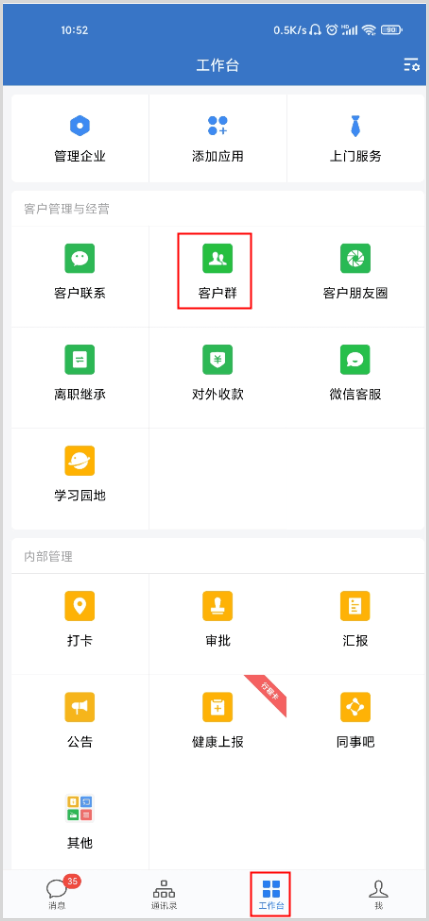 10:52
0.5K/s
HD
90
工作台
管理企业
添加应用
上门服务
客户管理与经营
客户联系
客户群
客户朋友圈
离职继承
对外收款
微信客服
学习园地
内部管理
打卡
审批
汇报
公告
健康上报
同事吧
其他
35
消息
通讯录
工作台
我